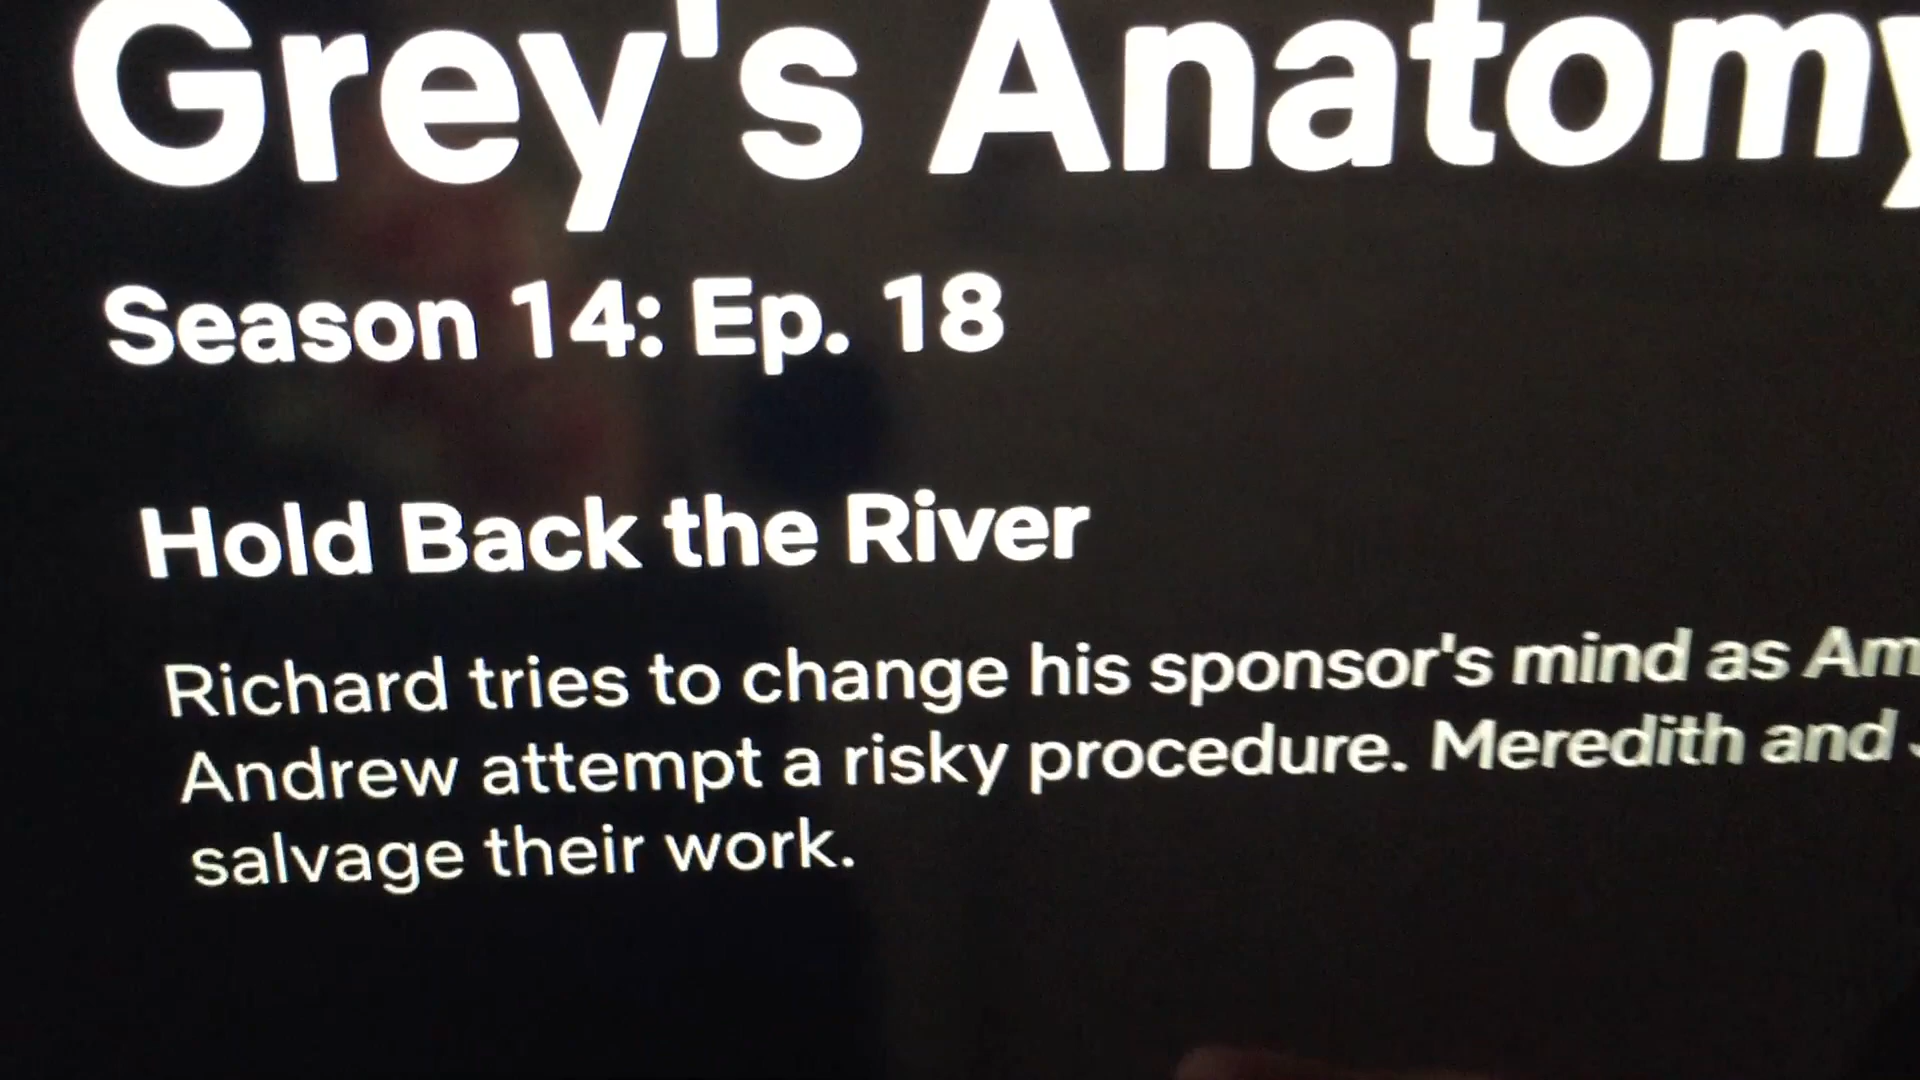 Grey's Anatomy
Season 14: Ep. 18
Hold Back the River
Richard tries to change his sponsor's mind as
Andrew attempt a risky procedure. Meredith and
salvage their work.